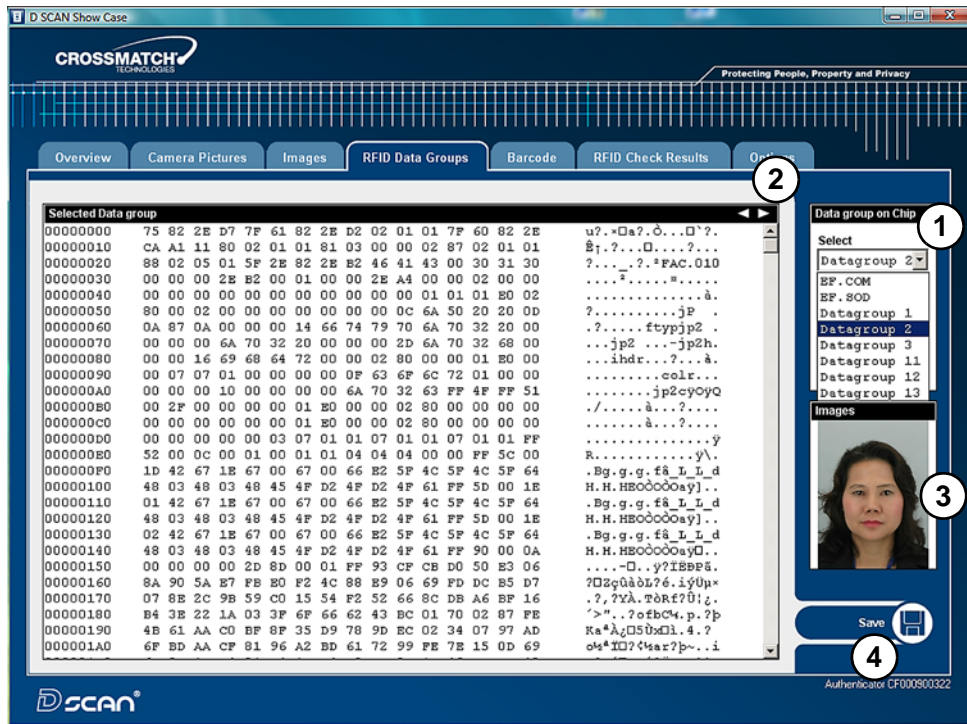 D SCAN Show Case
CROSSMATCH
TECHNOLOGIES
Protecting People, Property and Privacy
Overview
Camera Pictures
Images
RFID Data Groups
Barcode
RFID Check Results
2
Selected Data group
00000000 75 82 2E D7 7F 61 82 2E D2 02 01 01 7F 60 82 2E
00000010 CA A1 11 80 02 01 01 81 03 00 00 02 87 02 01 01
00000020 88 02 05 01 5F 2E 82 2E B2 46 41 43 00 30 31 30 ?..._.?.²FAC.010
00000030 00 00 00 2E B2 00 01 00 00 2E A4 00 00 02 00 00
00000040 00 00 00 00 00 00 00 00 00 00 00 01 01 01 E0 02 ..............à.
00000050 80 00 02 00 00 00 00 00 00 00 0C 6A 50 20 20 0D ?..........jP  .
00000060 0A 87 0A 00 00 00 14 66 74 79 70 6A 70 32 20 00 .?.....ftypjp2 .
00000070 00 00 00 6A 70 32 20 00 00 00 2D 6A 70 32 68 00 ...jp2 ...-jp2h.
00000080 00 00 16 69 68 64 72 00 00 02 80 00 00 01 E0 00 ...ihdr...?...à.
00000090 00 07 07 01 00 00 00 00 0F 63 6F 6C 72 01 00 00 .........colr...
000000A0 00 00 00 10 00 00 00 00 6A 70 32 63 FF 4F FF 51 ........jp2cÿOÿQ
000000B0 00 2F 00 00 00 00 01 E0 00 00 02 80 00 00 00 00 ./.....à...?....
000000C0 00 00 00 00 00 00 01 E0 00 00 02 80 00 00 00 00 .......à...?....
000000D0 00 00 00 00 00 03 07 01 01 07 01 01 07 01 01 FF ...............ÿ
000000E0 52 00 0C 00 01 00 01 01 04 04 04 00 00 FF 5C 00 R............ÿ\.
000000F0 1D 42 67 1E 67 00 67 00 66 E2 5F 4C 5F 4C 5F 64 .Bg.g.g.fâ_L_L_d
00000100 48 03 48 03 48 45 4F D2 4F D2 4F 61 FF 5D 00 1E H.H.HEOÒOÒOaÿ]..
00000110 01 42 67 1E 67 00 67 00 66 E2 5F 4C 5F 4C 5F 64 .Bg.g.g.fâ_L_L_d
00000120 48 03 48 03 48 45 4F D2 4F D2 4F 61 FF 5D 00 1E H.H.HEOÒOÒOaÿ]..
00000130 02 42 67 1E 67 00 67 00 66 E2 5F 4C 5F 4C 5F 64 .Bg.g.g.fâ_L_L_d
00000140 48 03 48 03 48 45 4F D2 4F D2 4F 61 FF 90 00 0A
00000150 00 00 00 00 2D 8D 00 01 FF 93 CF CB D0 50 E3 06
00000160 8A 90 5A E7 FB E0 F2 4C 88 E9 06 69 FD DC B5 D7
00000170 07 8E 2C 9B 59 C0 15 54 F2 52 66 8C DB A6 BF 16
00000180 B4 3E 22 1A 03 3F 6F 66 62 43 BC 01 70 02 87 FE
00000190 4B 61 AA C0 BF 8F 35 D9 78 9D EC 02 34 07 97 AD
000001A0 6F BD AA CF 81 96 A2 BD 61 72 99 FE 7E 15 0D 69
Data group on Chip
1
Select
Datagroup 2
EF.COM
EF.SOD
Datagroup 1
Datagroup 2
Datagroup 3
Datagroup 11
Datagroup 12
Datagroup 13
Images
3
Save
4
Authenticator CF000900322
DSCAN®